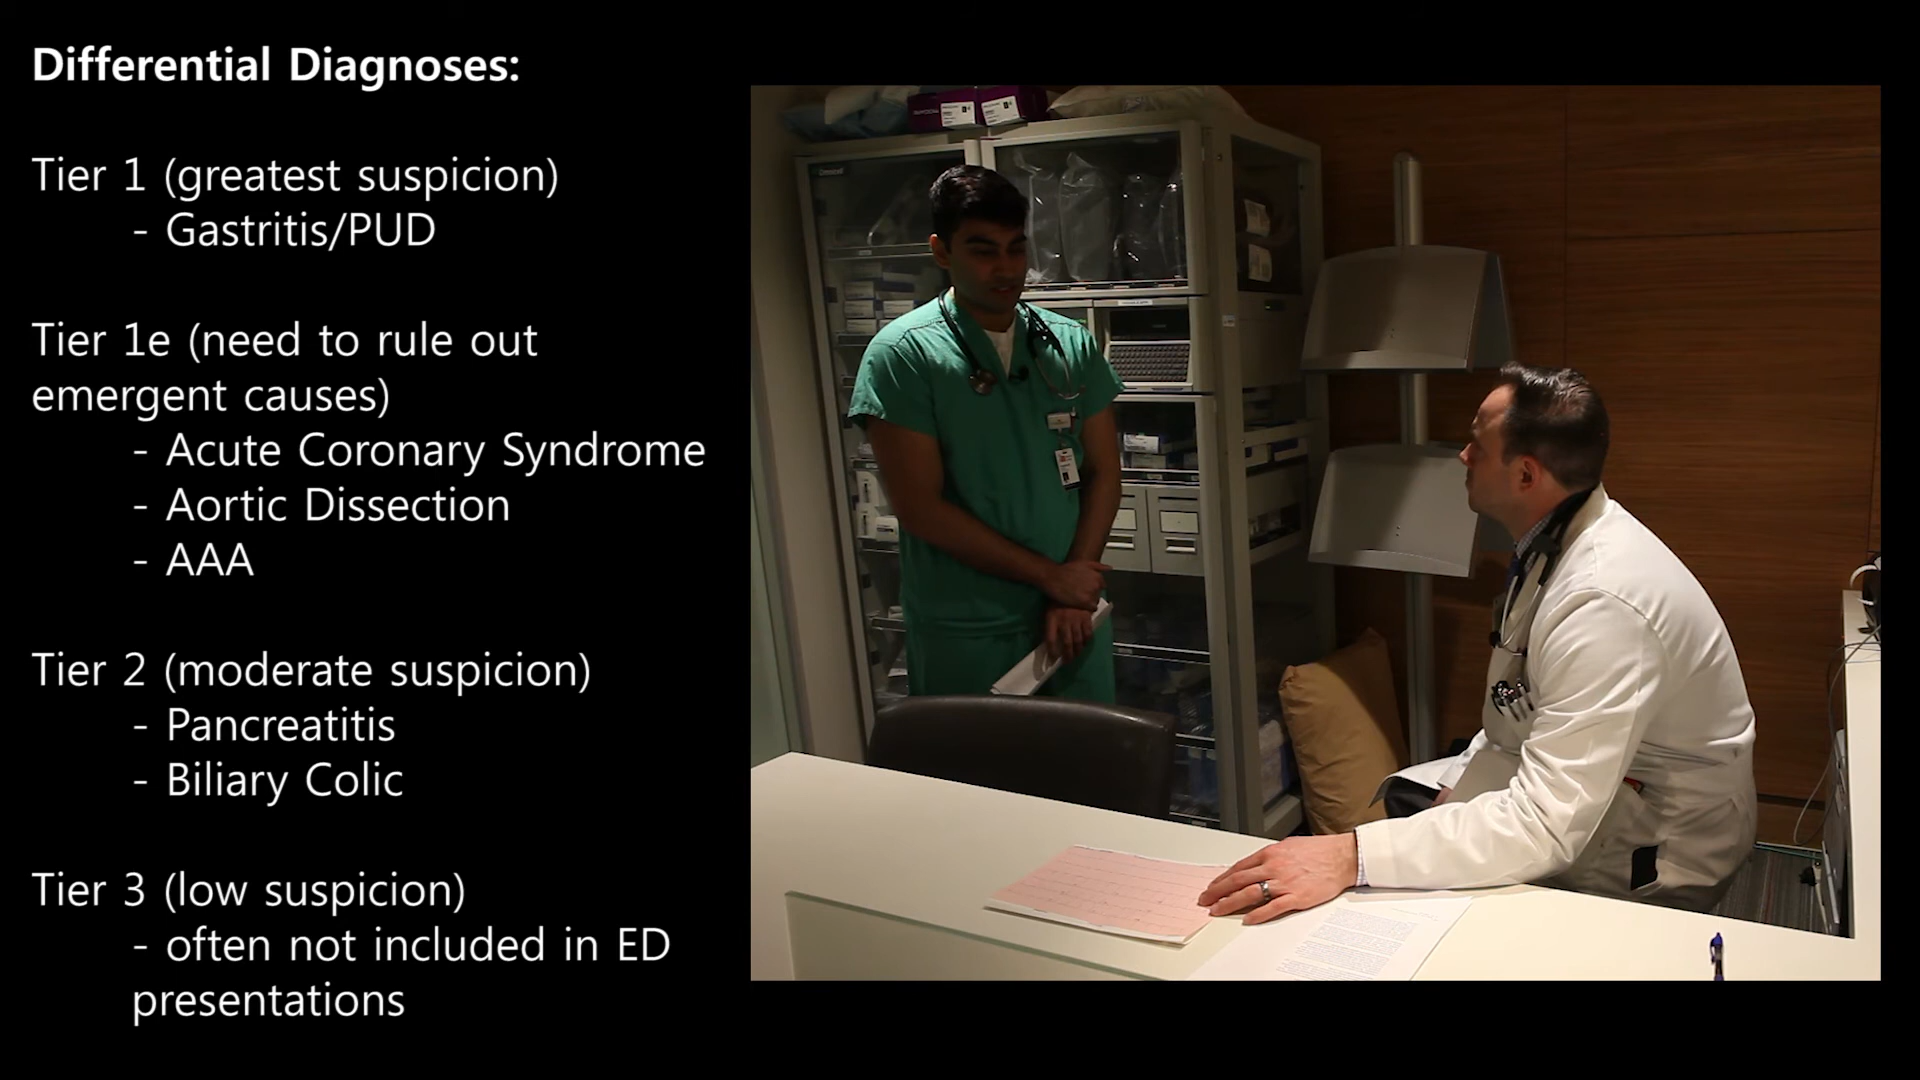 Differential Diagnoses:
Tier 1 (greatest suspicion)
- Gastritis/PUD
Tier 1e (need to rule out
emergent causes)
- Acute Coronary Syndrome
- Aortic Dissection
- AAA
Tier 2 (moderate suspicion)
- Pancreatitis
- Biliary Colic
Tier 3 (low suspicion)
- often not included in ED
presentations
Omnicell